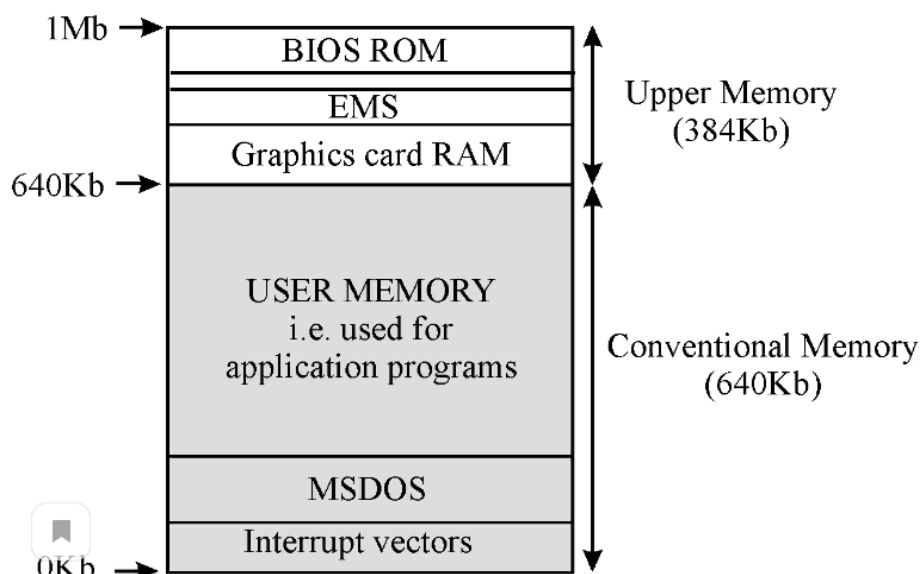 1Mb
BIOS ROM
EMS
Graphics card RAM
Upper Memory
(384Kb)
640Kb
USER MEMORY
i.e. used for
application programs
Conventional Memory
(640Kb)
MSDOS
Interrupt vectors
0Kb